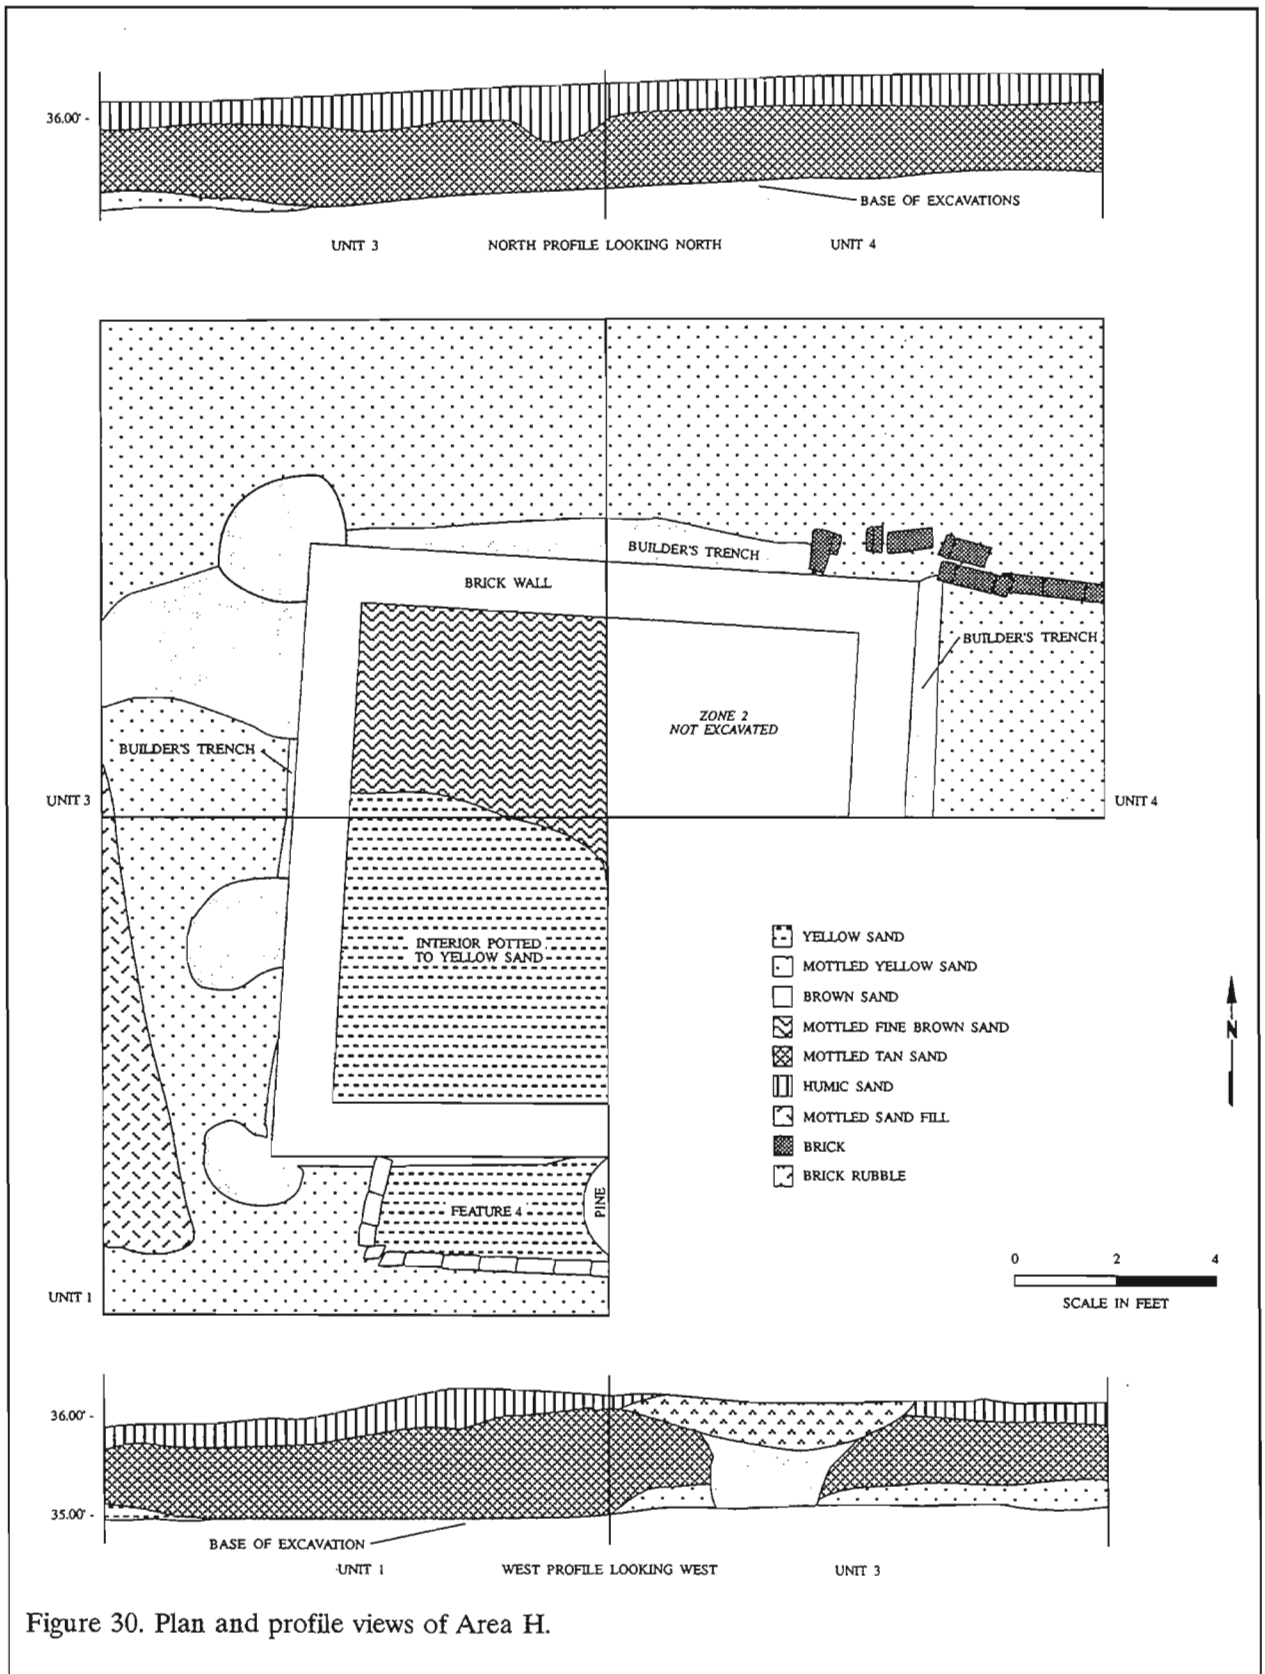 36.00' -
BASE OF EXCAVATIONS
UNIT 3
NORTH PROFILE LOOKING NORTH
UNIT 4
BUILDER'S TRENCH
BRICK WALL
BUILDER'S TRENCH
ZONE 2
NOT EXCAVATED
BUILDER'S TRENCH
UNIT 3
UNIT 4
INTERIOR POTTED
TO YELLOW SAND
YELLOW SAND
MOTTLED YELLOW SAND
BROWN SAND
MOTTLED FINE BROWN SAND
MOTTLED TAN SAND
HUMIC SAND
MOTTLED SAND FILL
BRICK
BRICK RUBBLE
N
FEATURE 4
PINE
0 2 4
SCALE IN FEET
UNIT 1
36.00' -
35.00' -
BASE OF EXCAVATION
UNIT 1
WEST PROFILE LOOKING WEST
UNIT 3
Figure 30. Plan and profile views of Area H.